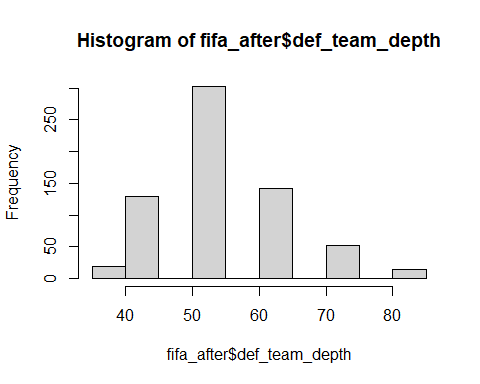 Histogram of fifa_after$def_team_depth
Frequency
250
150
50
0
40 50 60 70 80
fifa_after$def_team_depth